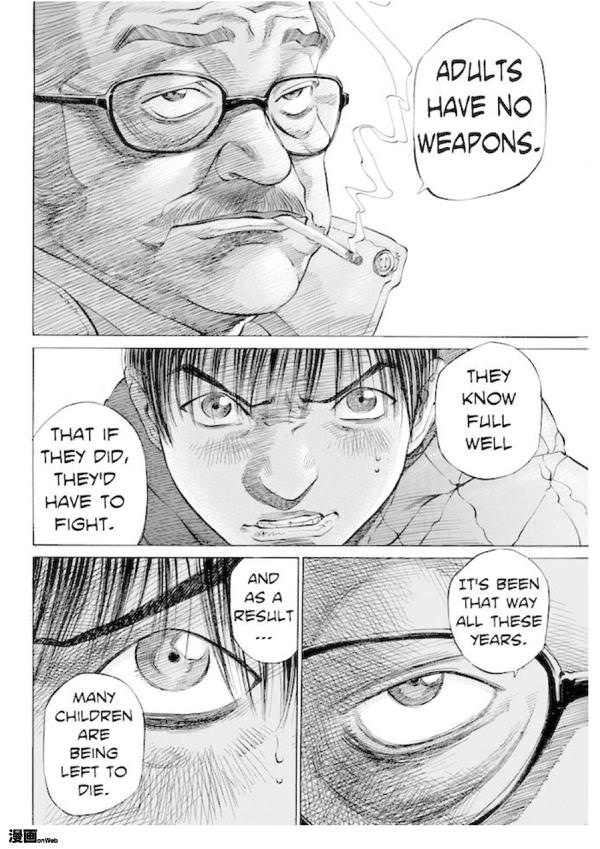 ADULTS
HAVE NO
WEAPONS.
THEY
KNOW
FULL
WELL
THAT IF
THEY DID,
THEY'D
HAVE TO
FIGHT.
IT'S BEEN
THAT WAY
ALL THESE
YEARS.
AND
AS A
RESULT
...
MANY
CHILDREN
ARE
BEING
LEFT TO
DIE.
漫画onWeb